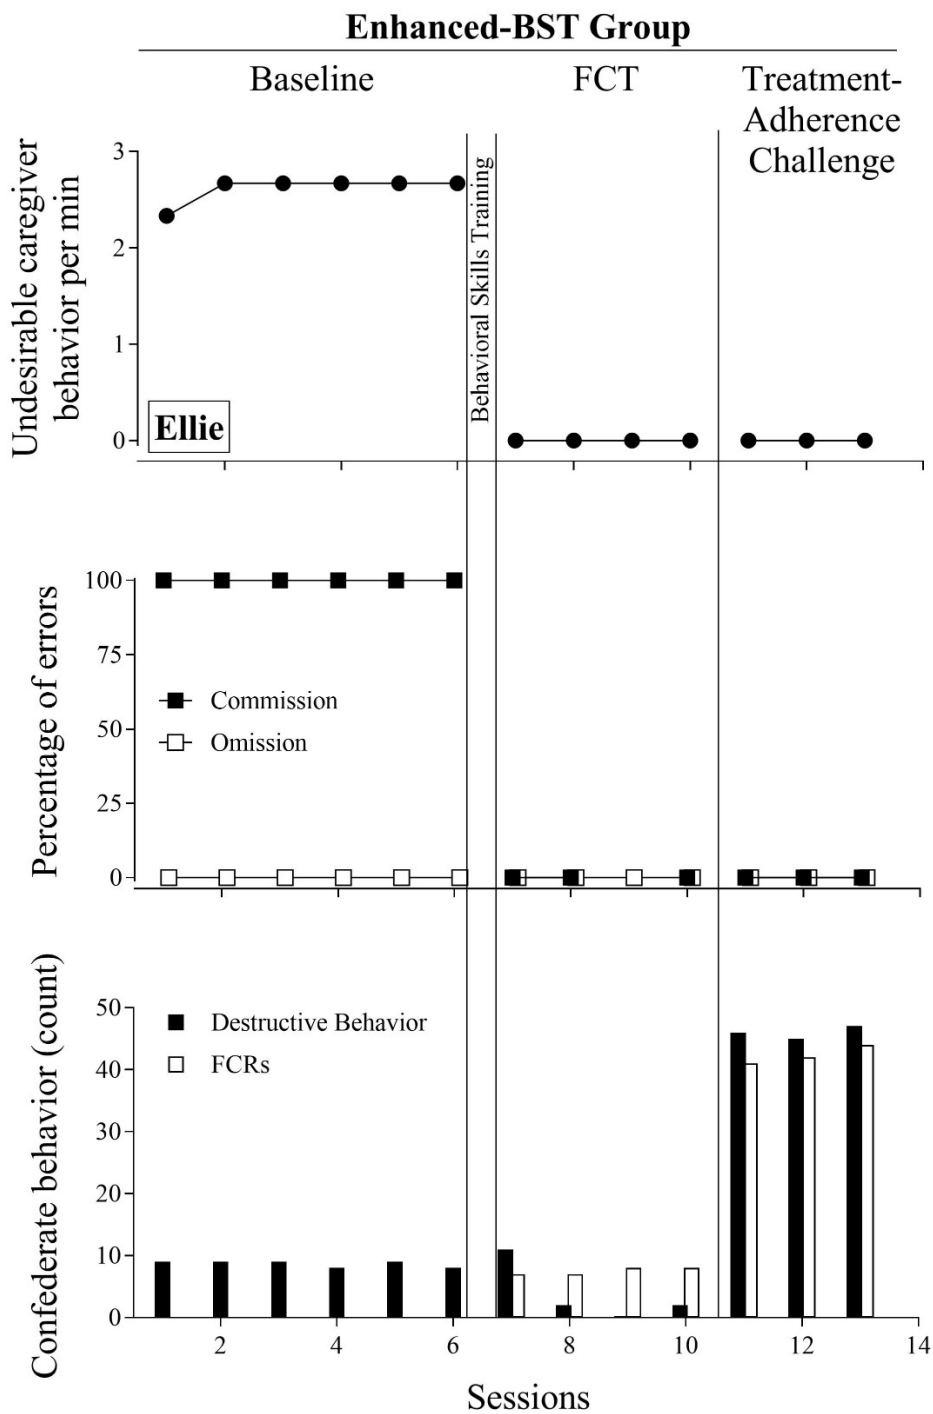 Enhanced-BST Group
Baseline
FCT
Treatment-
Adherence
Challenge
Undesirable caregiver
behavior per min
3
2
1
0
Ellie
Behavioral Skills Training
Percentage of errors
100
75
50
25
0
Commission
Omission
Confederate behavior (count)
50
40
30
20
10
0
Destructive Behavior
FCRs
2 4 6 8 10 12 14
Sessions